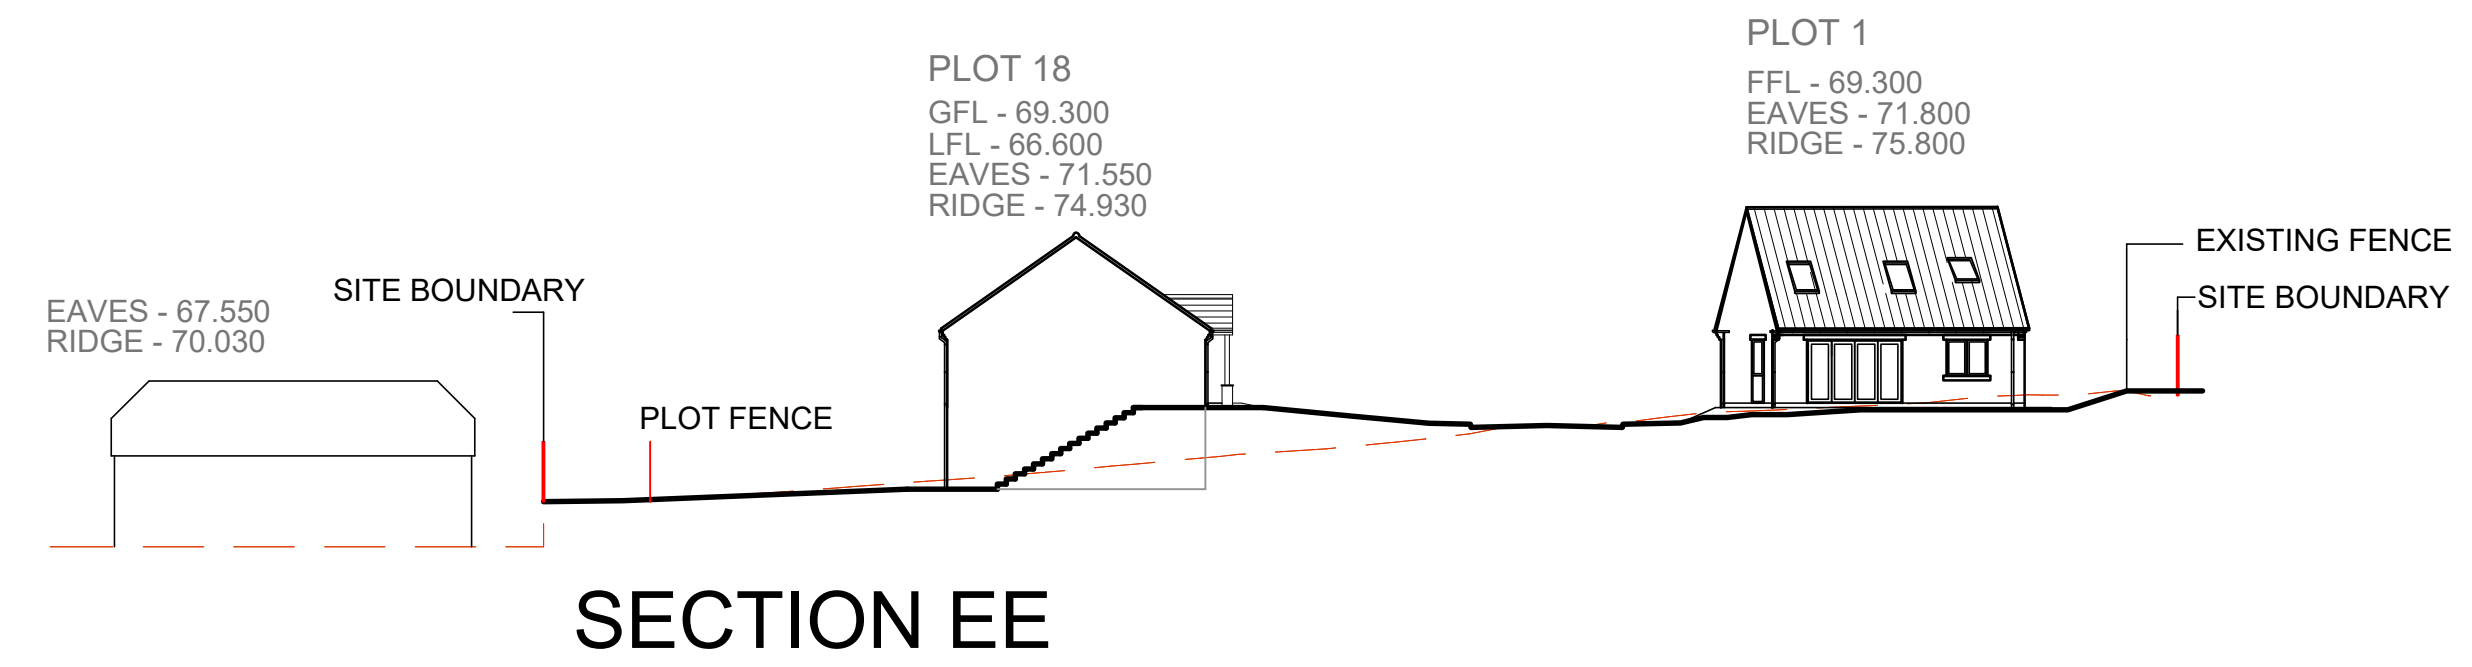 PLOT 1
PLOT 18
FFL - 69.300
GFL - 69.300
EAVES - 71.800
LFL - 66.600
RIDGE - 75.800
EAVES - 71.550
RIDGE - 74.930
EXISTING FENCE
SITE BOUNDARY
SITE BOUNDARY
EAVES - 67.550
RIDGE - 70.030
PLOT FENCE
SECTION EE